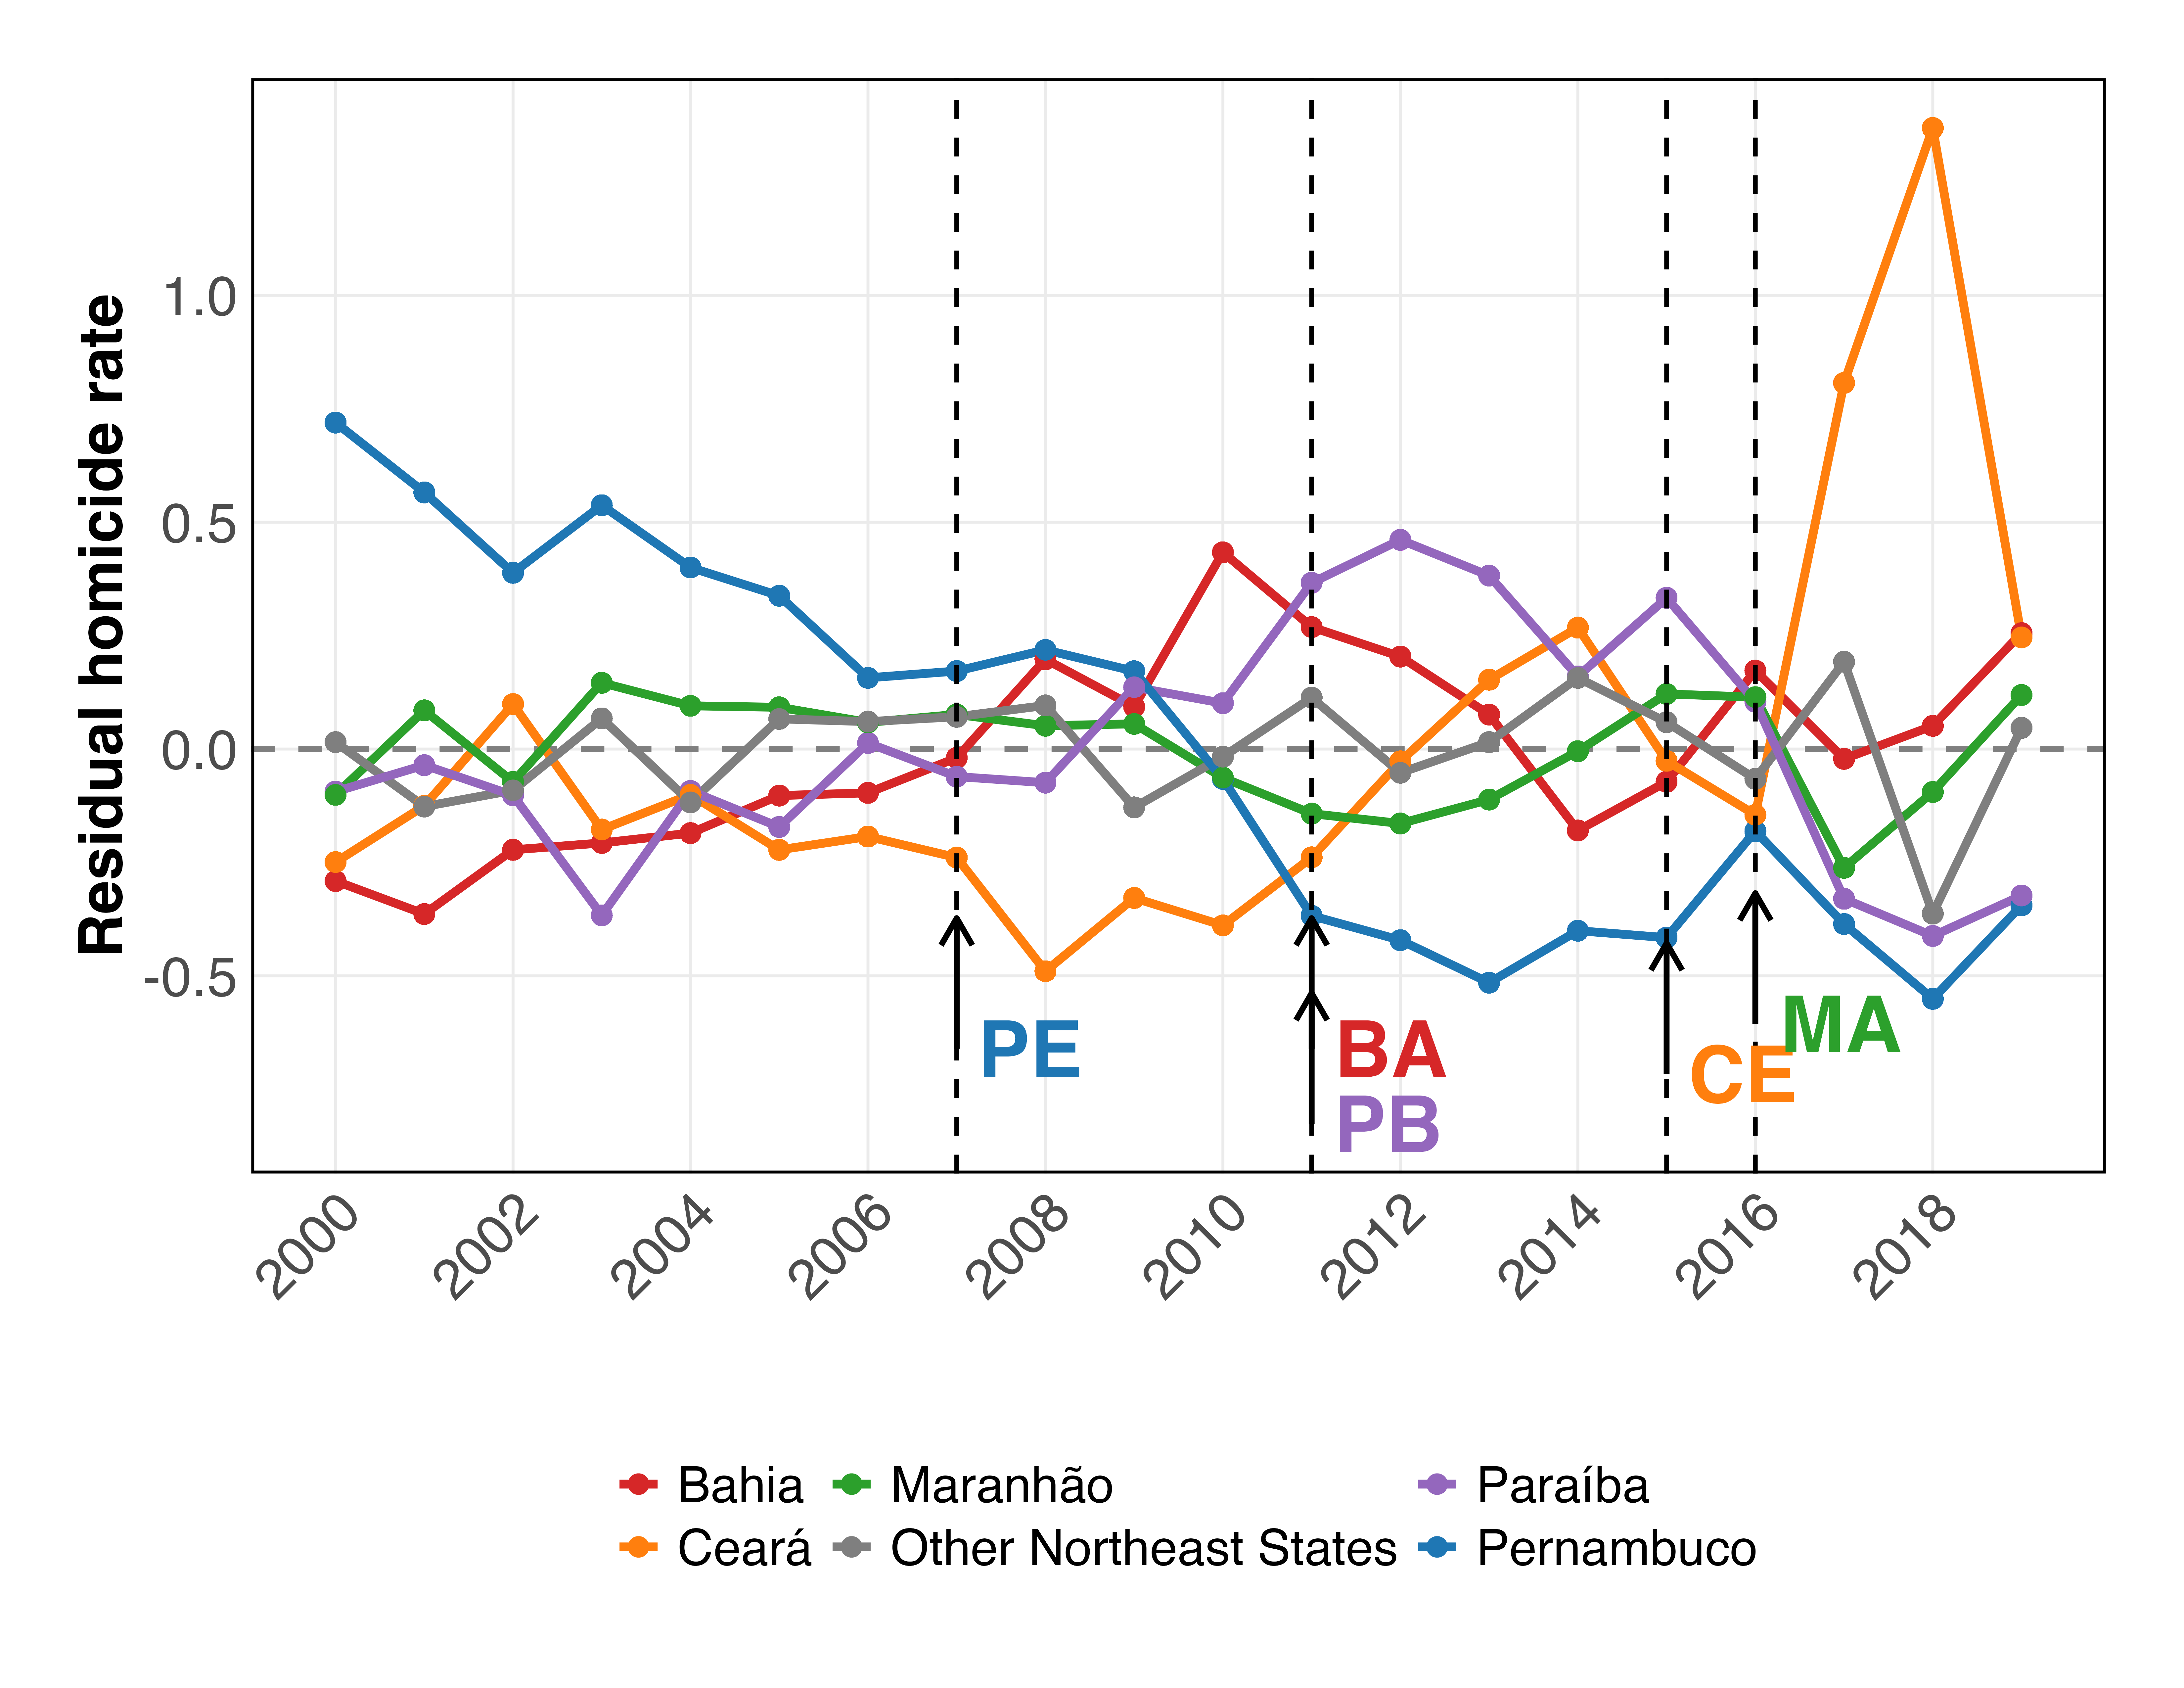 Residual homicide rate
1.0
0.5
0.0
-0.5
PE
BA
PB
CE
MA
2000
2002
2004
2006
2008
2010
2012
2014
2016
2018
Bahia
Maranhão
Paraíba
Ceará
Other Northeast States
Pernambuco